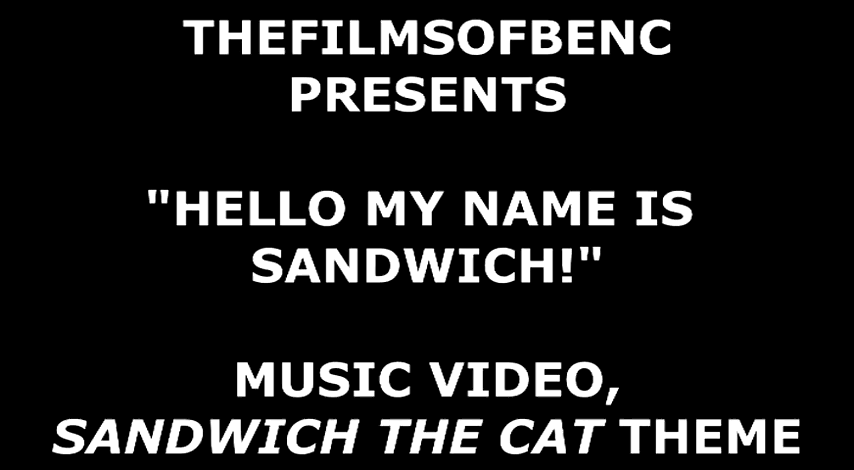 THEFILMSOFBENC
PRESENTS
"HELLO MY NAME IS
SANDWICH!"
MUSIC VIDEO,
SANDWICH THE CAT THEME